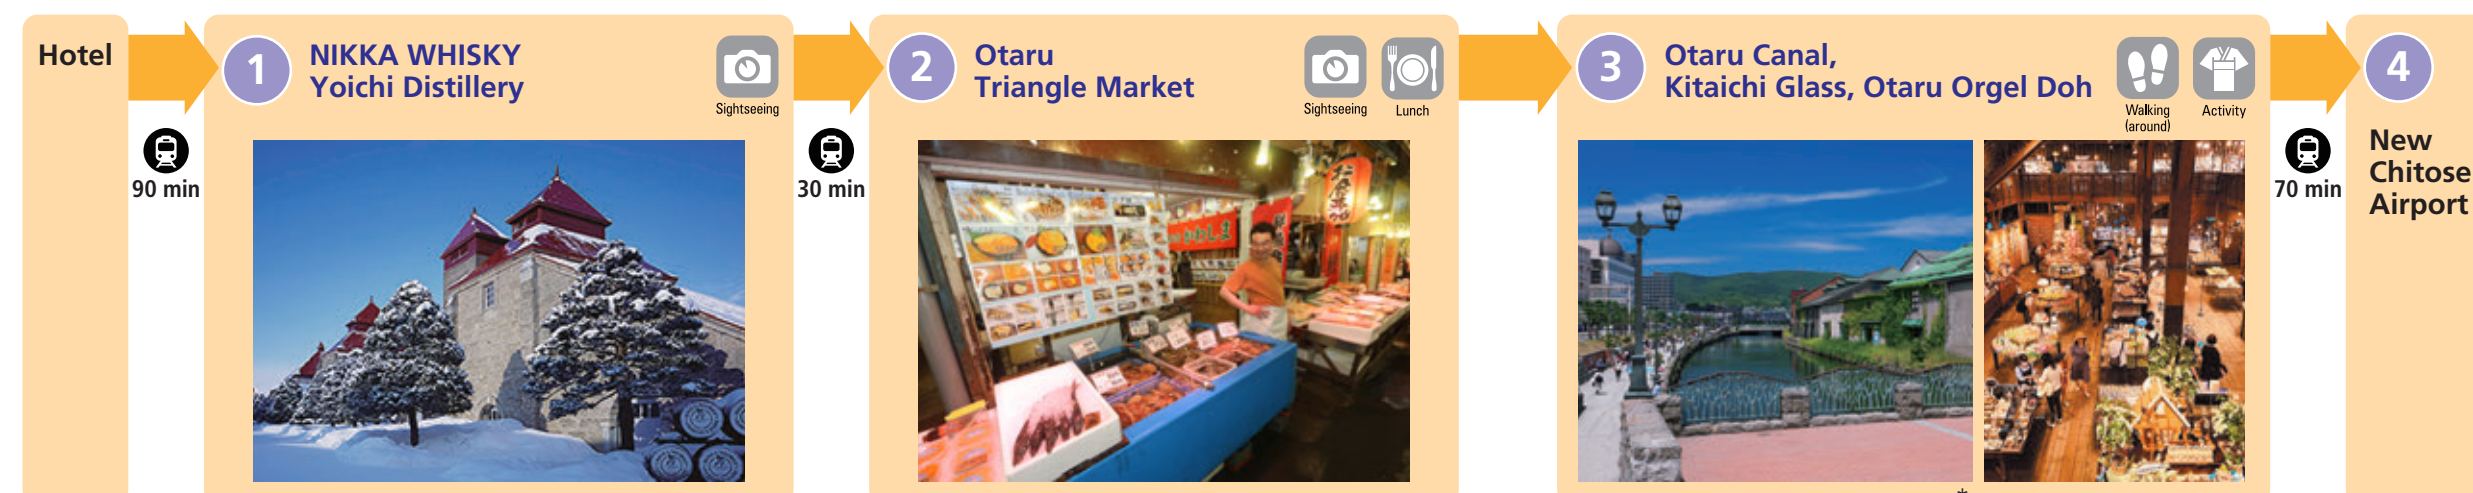 Hotel
90 min
1
NIKKA WHISKY
Yoichi Distillery
Sightseeing
30 min
2
Otaru
Triangle Market
Sightseeing
Lunch
3
Otaru Canal,
Kitaichi Glass, Otaru Orgel Doh
Walking
(around)
Activity
*
70 min
4
New
Chitose
Airport